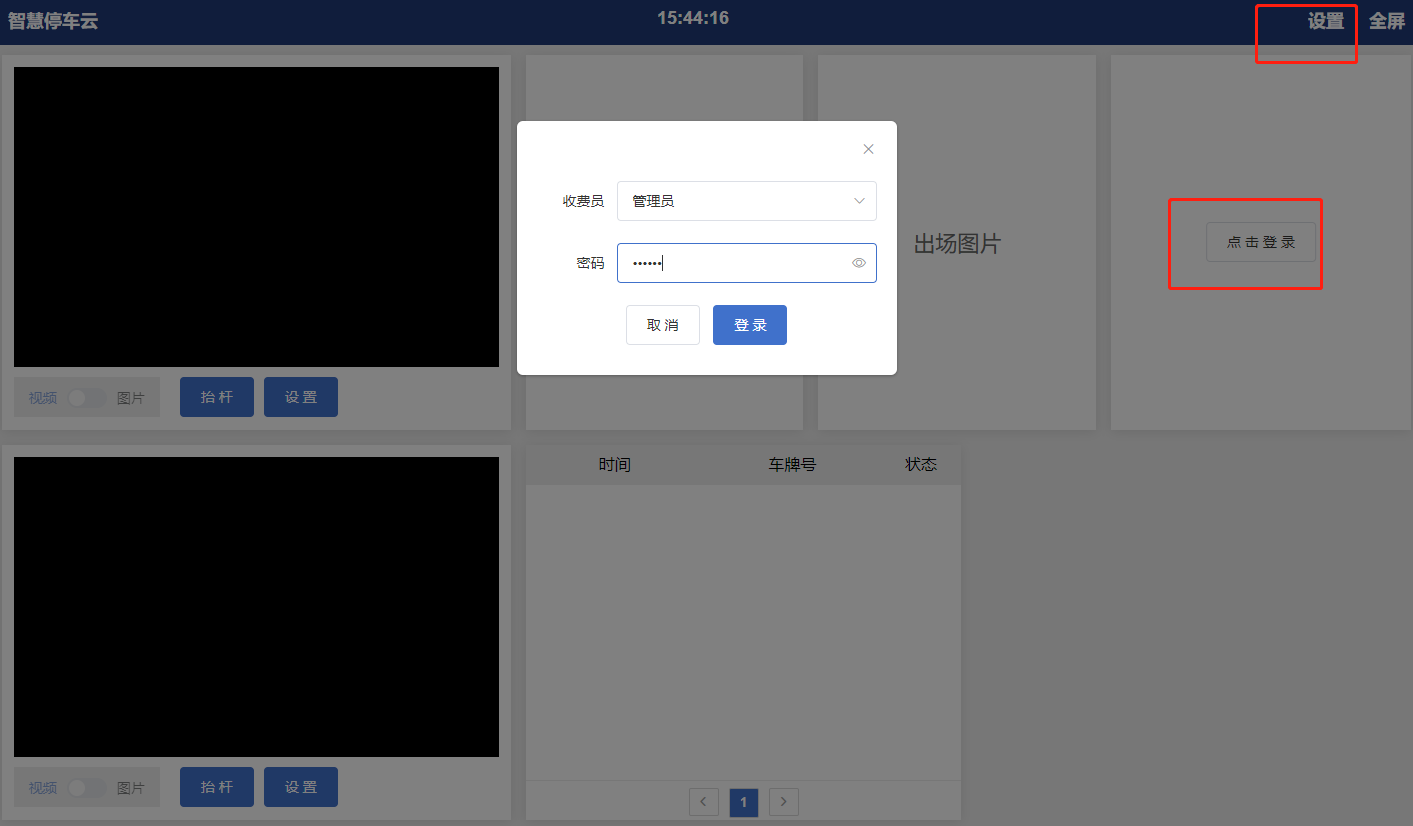 智慧停车云
15:44:16
设置
全屏
收费员
管理员
密码
••••••
取消
登录
出场图片
点击登录
视频
图片
抬杆
设置
时间
车牌号
状态
视频
图片
抬杆
设置
1